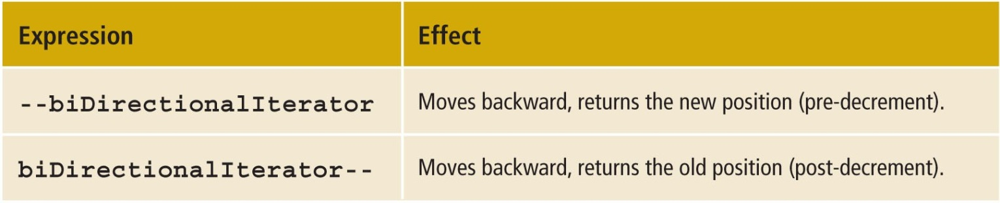 Expression Effect
--biDirectionalIterator Moves backward, returns the new position (pre-decrement).
biDirectionalIterator-- Moves backward, returns the old position (post-decrement).